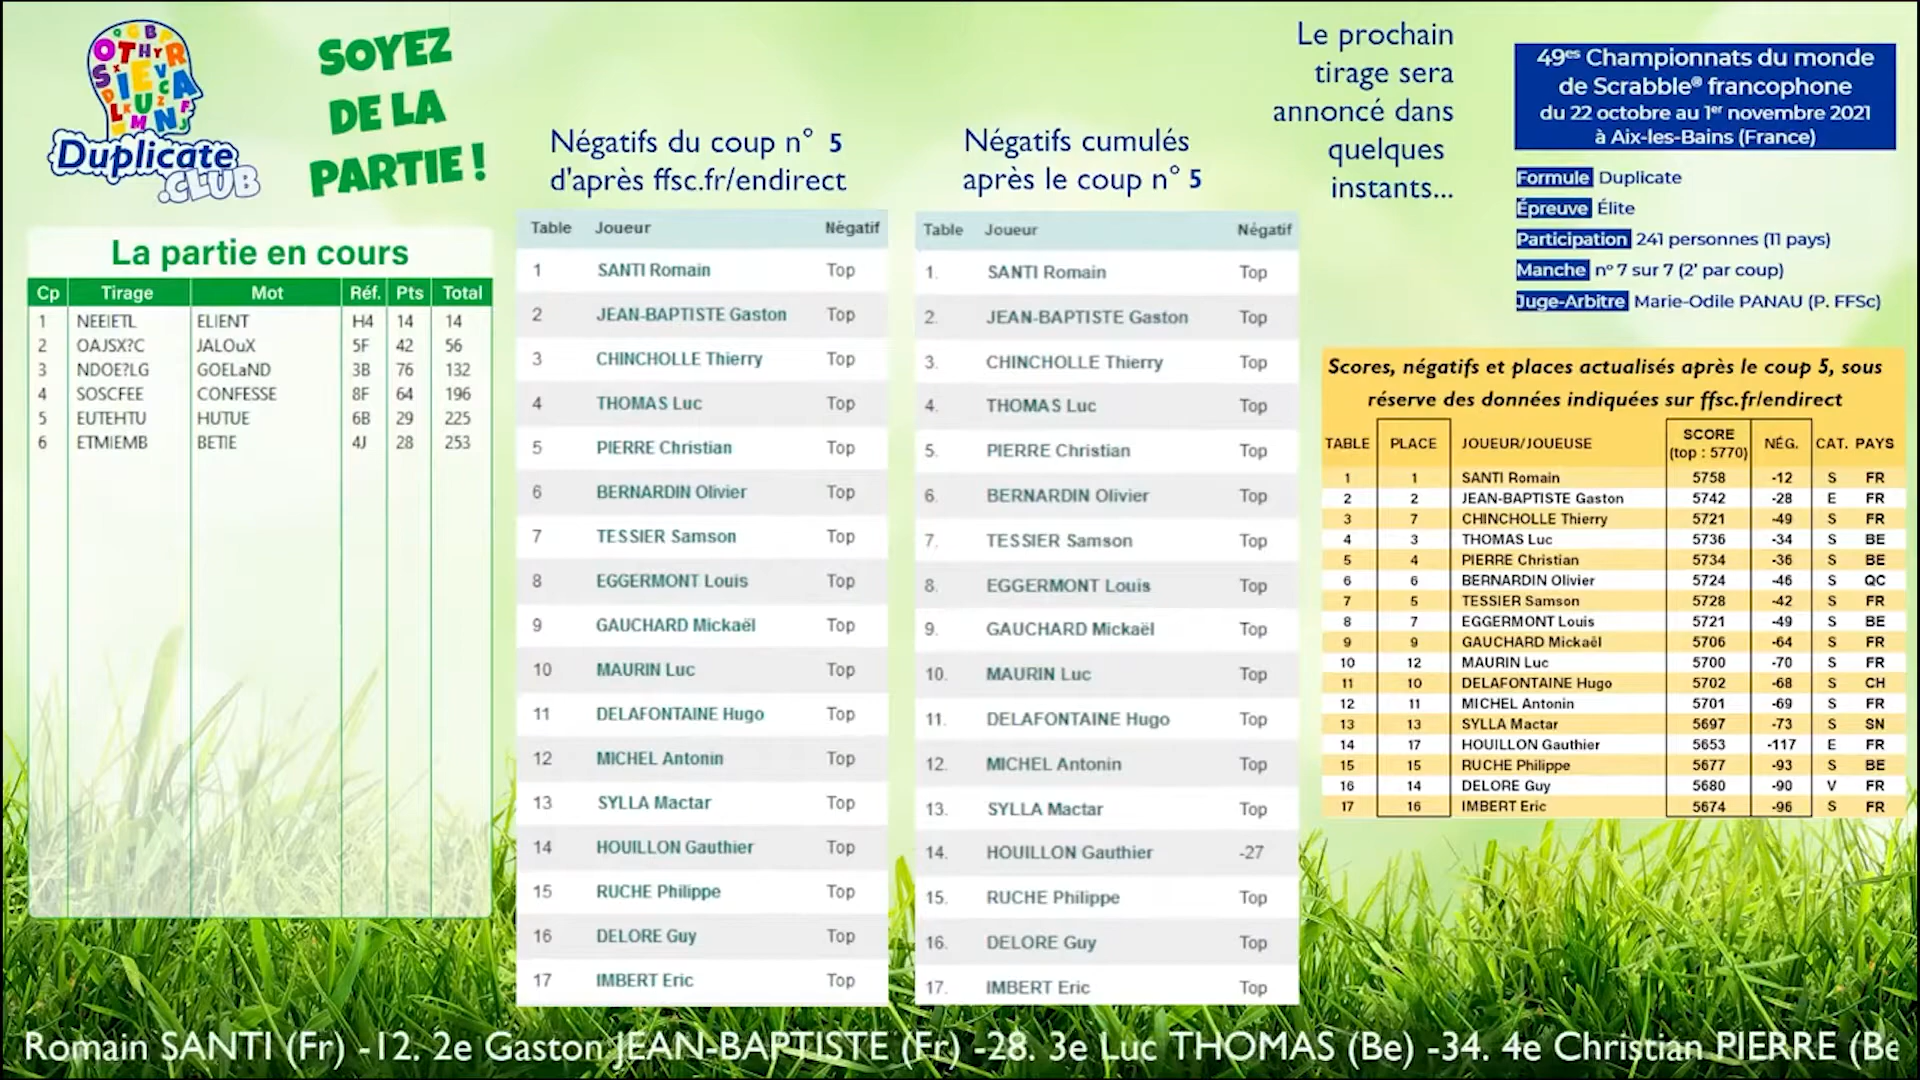 Duplicate
.CLUB
SOYEZ
DE LA
PARTIE !
La partie en cours
Cp Tirage Mot Réf. Pts Total
1 NEEIETL ELIENT H4 14 14
2 OAJSX?C JALOuX 5F 42 56
3 NDOE?LG GOELaND 3B 76 132
4 SOSCFEE CONFESSE 8F 64 196
5 EUTEHTU HUTUE 6B 29 225
6 ETMIEMB BETIE 4J 28 253
Négatifs du coup n° 5
d'après ffsc.fr/endirect
Table Joueur Négatif
1 SANTI Romain Top
2 JEAN-BAPTISTE Gaston Top
3 CHINCHOLLE Thierry Top
4 THOMAS Luc Top
5 PIERRE Christian Top
6 BERNARDIN Olivier Top
7 TESSIER Samson Top
8 EGGERMONT Louis Top
9 GAUCHARD Mickaël Top
10 MAURIN Luc Top
11 DELAFONTAINE Hugo Top
12 MICHEL Antonin Top
13 SYLLA Mactar Top
14 HOUILLON Gauthier Top
15 RUCHE Philippe Top
16 DELORE Guy Top
17 IMBERT Eric Top
Négatifs cumulés
après le coup n° 5
Table Joueur Négatif
1. SANTI Romain Top
2. JEAN-BAPTISTE Gaston Top
3. CHINCHOLLE Thierry Top
4. THOMAS Luc Top
5. PIERRE Christian Top
6. BERNARDIN Olivier Top
7. TESSIER Samson Top
8. EGGERMONT Louis Top
9. GAUCHARD Mickaël Top
10. MAURIN Luc Top
11. DELAFONTAINE Hugo Top
12. MICHEL Antonin Top
13. SYLLA Mactar Top
14. HOUILLON Gauthier -27
15. RUCHE Philippe Top
16. DELORE Guy Top
17. IMBERT Eric Top
Le prochain
tirage sera
annoncé dans
quelques
instants...
49es Championnats du monde
de Scrabble® francophone
du 22 octobre au 1er novembre 2021
à Aix-les-Bains (France)
Formule Duplicate
Épreuve Élite
Participation 241 personnes (11 pays)
Manche n° 7 sur 7 (2' par coup)
Juge-Arbitre Marie-Odile PANAU (P. FFSc)
Scores, négatifs et places actualisés après le coup 5, sous
réserve des données indiquées sur ffsc.fr/endirect
TABLE PLACE JOUEUR/JOUEUSE SCORE (top : 5770) NÉG. CAT. PAYS
1 1 SANTI Romain 5758 -12 S FR
2 2 JEAN-BAPTISTE Gaston 5742 -28 E FR
3 7 CHINCHOLLE Thierry 5721 -49 S FR
4 3 THOMAS Luc 5736 -34 S BE
5 4 PIERRE Christian 5734 -36 S BE
6 6 BERNARDIN Olivier 5724 -46 S QC
7 5 TESSIER Samson 5728 -42 S FR
8 7 EGGERMONT Louis 5721 -49 S BE
9 9 GAUCHARD Mickaël 5706 -64 S FR
10 12 MAURIN Luc 5700 -70 S FR
11 10 DELAFONTAINE Hugo 5702 -68 S CH
12 11 MICHEL Antonin 5701 -69 S FR
13 13 SYLLA Mactar 5697 -73 S SN
14 17 HOUILLON Gauthier 5653 -117 E FR
15 15 RUCHE Philippe 5677 -93 S BE
16 14 DELORE Guy 5680 -90 V FR
17 16 IMBERT Eric 5674 -96 S FR
Romain SANTI (Fr) -12. 2e Gaston JEAN-BAPTISTE (Fr) -28. 3e Luc THOMAS (Be) -34. 4e Christian PIERRE (Be